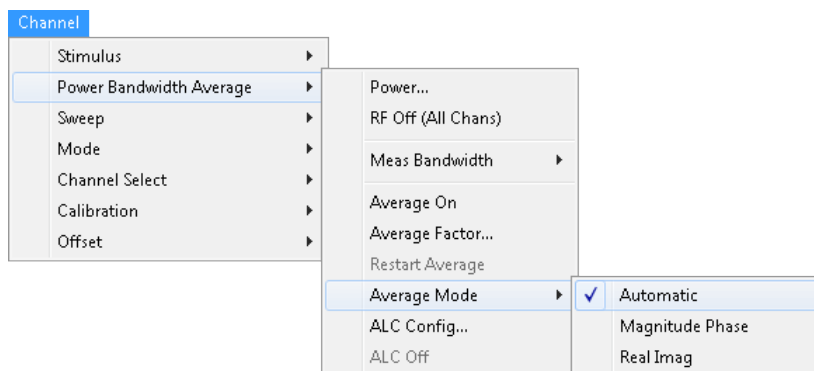 Channel
Stimulus
Power Bandwidth Average
Sweep
Mode
Channel Select
Calibration
Offset
Power...
RF Off (All Chans)
Meas Bandwidth
Average On
Average Factor...
Restart Average
Average Mode
ALC Config...
ALC Off
Automatic
Magnitude Phase
Real Imag